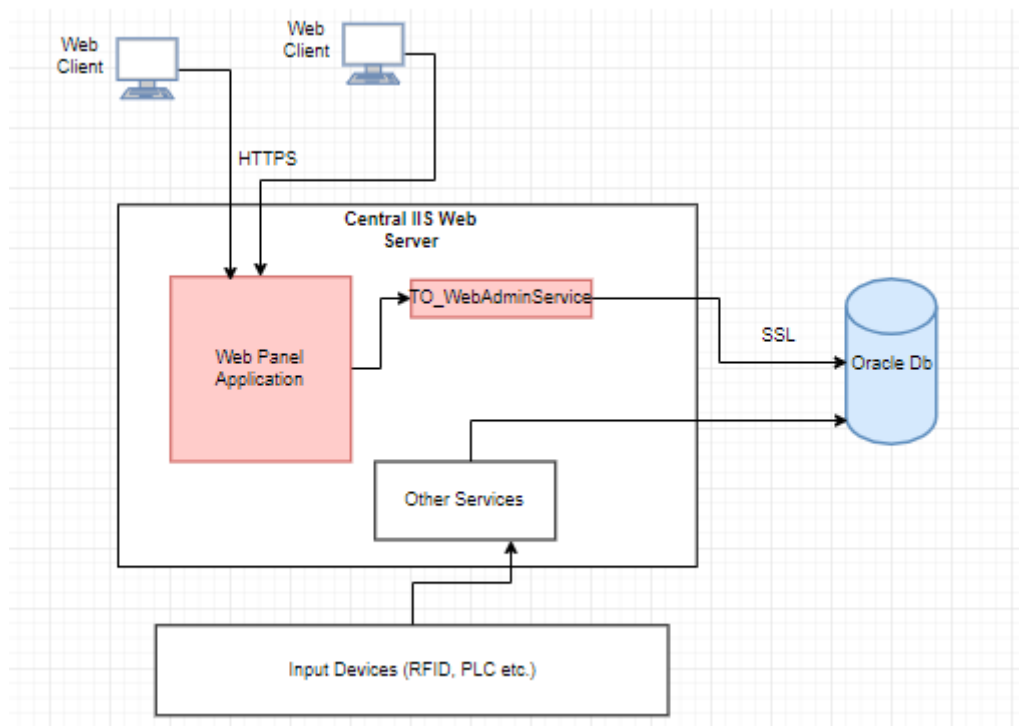 Web
Client
Web
Client
HTTPS
Central IIS Web
Server
TO_WebAdminService
SSL
Web Panel
Application
Oracle Db
Other Services
Input Devices (RFID, PLC etc.)